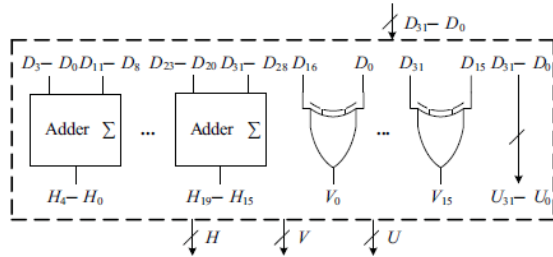 D₃₁– D₀
D₃– D₀ D₁₁– D₈ D₂₃– D₂₀ D₃₁– D₂₈ D₁₆ D₀ D₃₁ D₁₅ D₃₁– D₀
Adder Σ ... Adder Σ ...
H₄– H₀ H₁₉– H₁₅ V₀ V₁₅ U₃₁– U₀
H V U